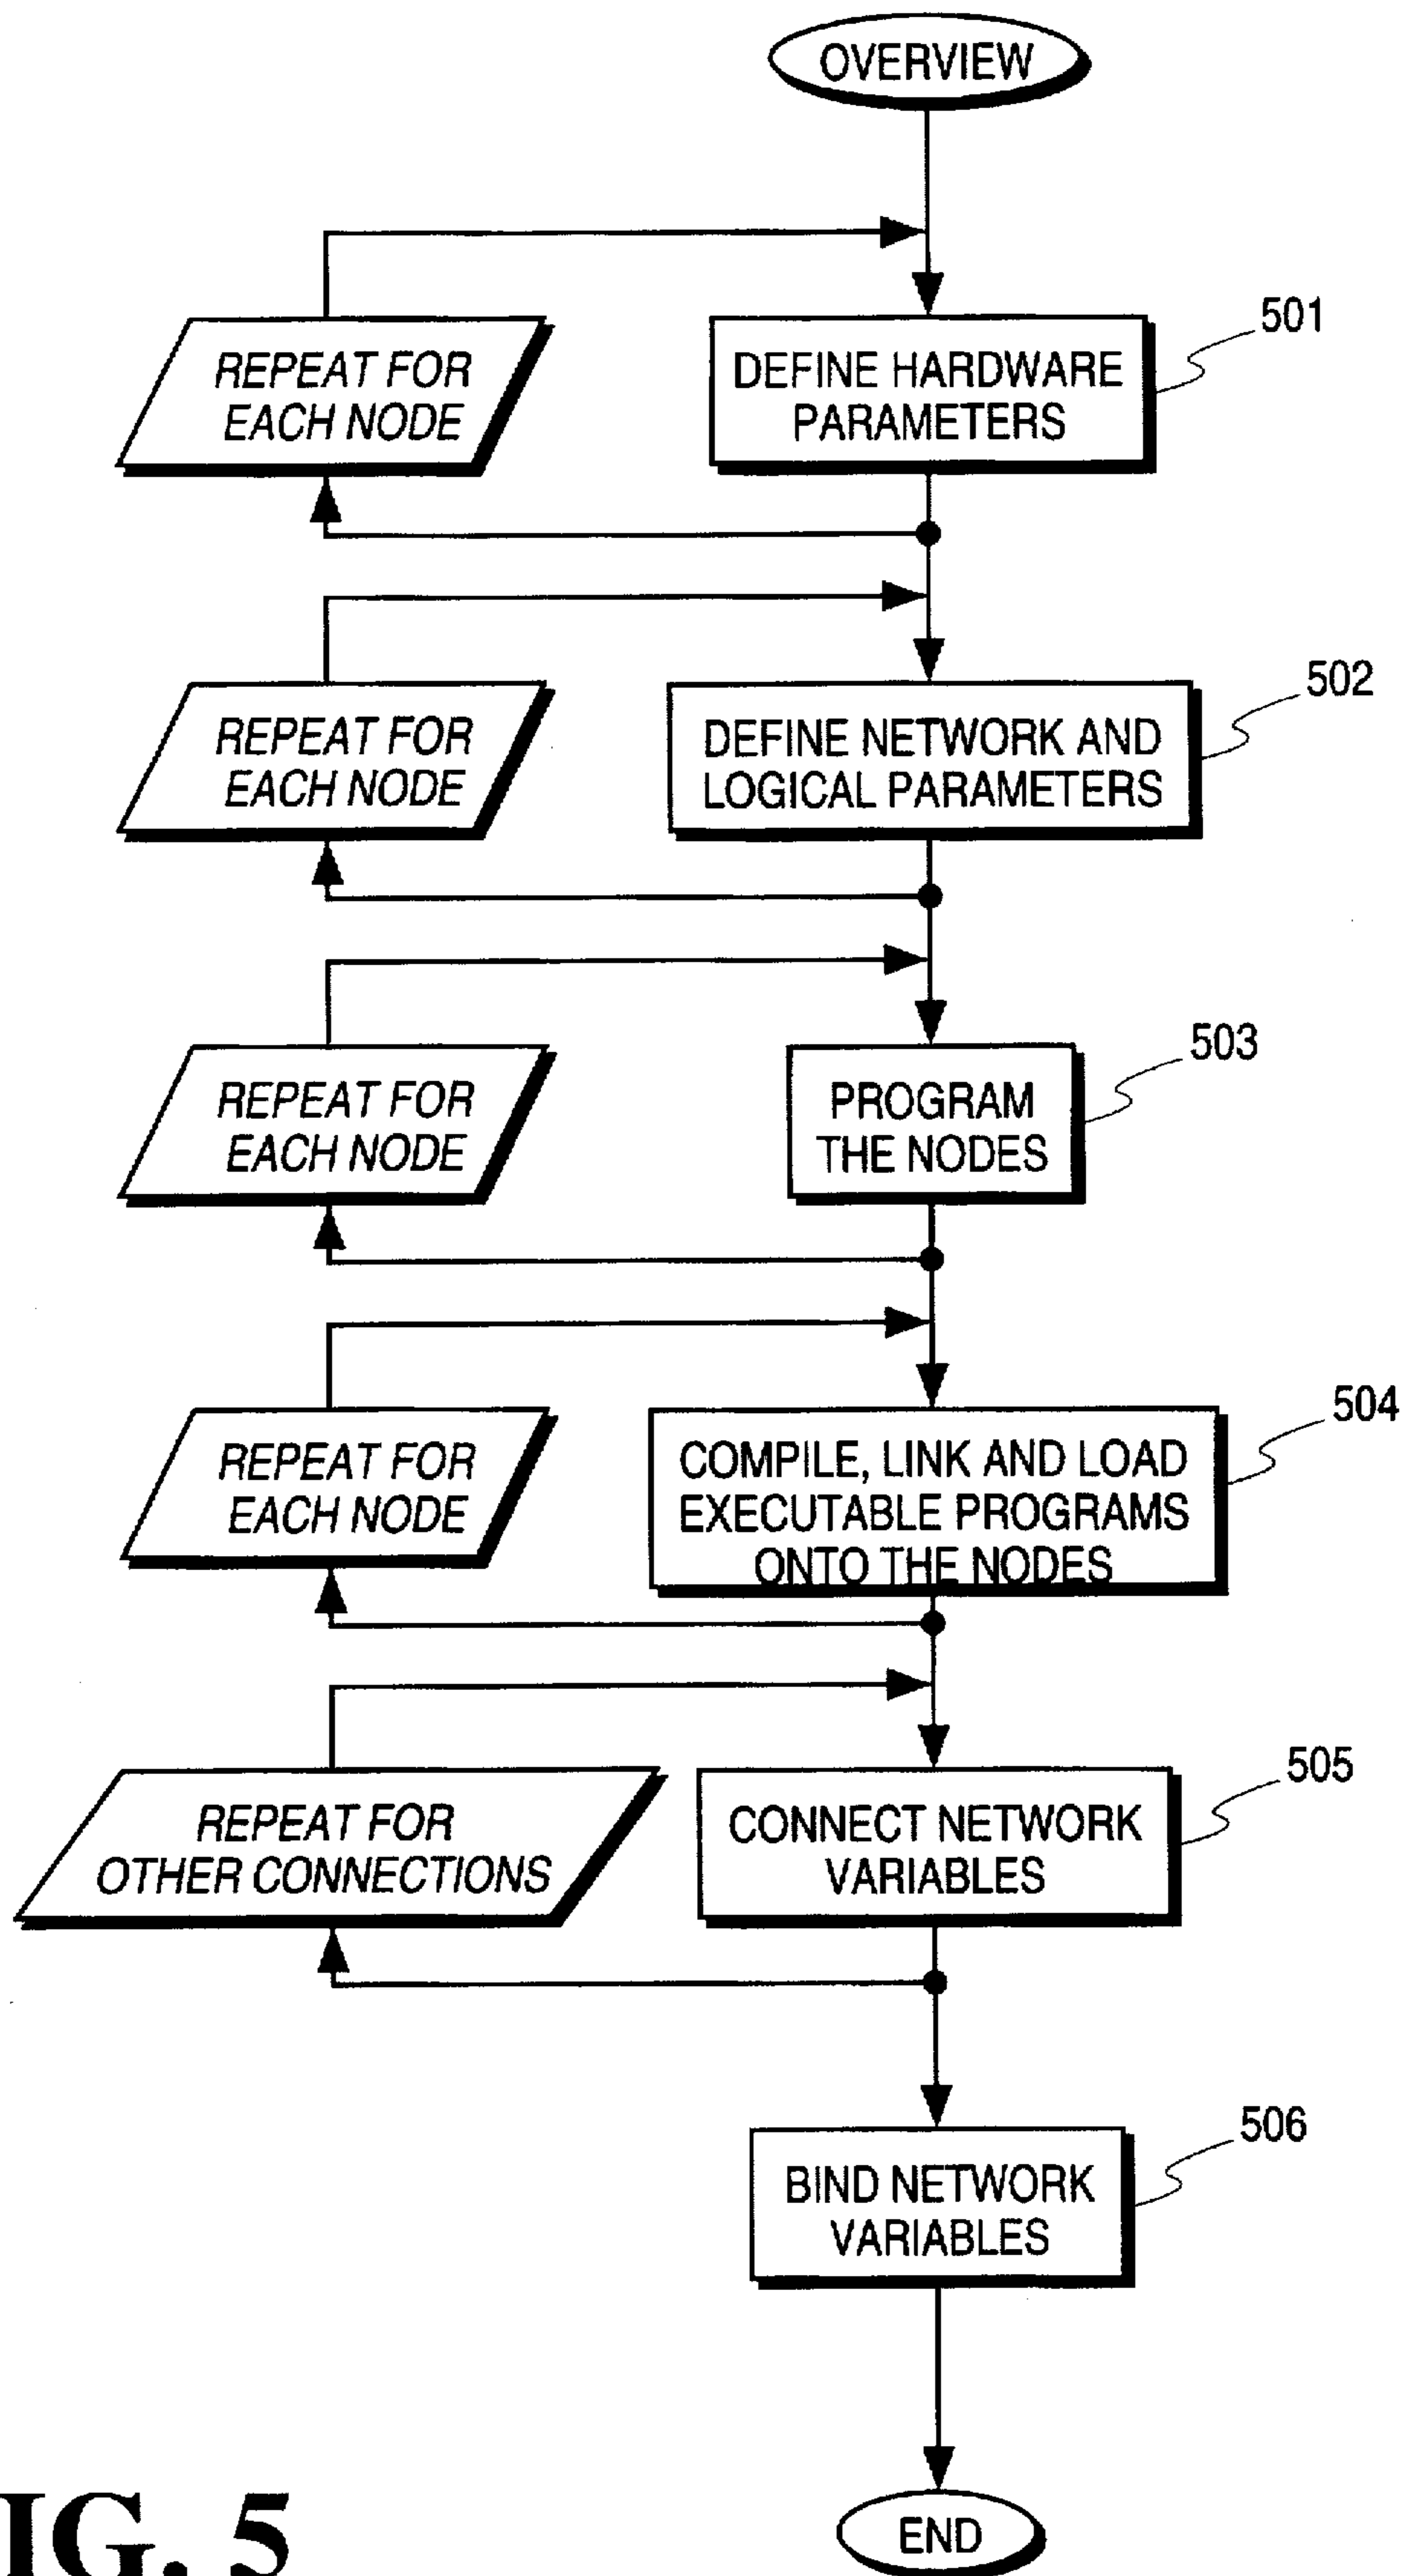 OVERVIEW
REPEAT FOR
EACH NODE
DEFINE HARDWARE
PARAMETERS
501
REPEAT FOR
EACH NODE
DEFINE NETWORK AND
LOGICAL PARAMETERS
502
REPEAT FOR
EACH NODE
PROGRAM
THE NODES
503
REPEAT FOR
EACH NODE
COMPILE, LINK AND LOAD
EXECUTABLE PROGRAMS
ONTO THE NODES
504
REPEAT FOR
OTHER CONNECTIONS
CONNECT NETWORK
VARIABLES
505
BIND NETWORK
VARIABLES
506
END
IG. 5